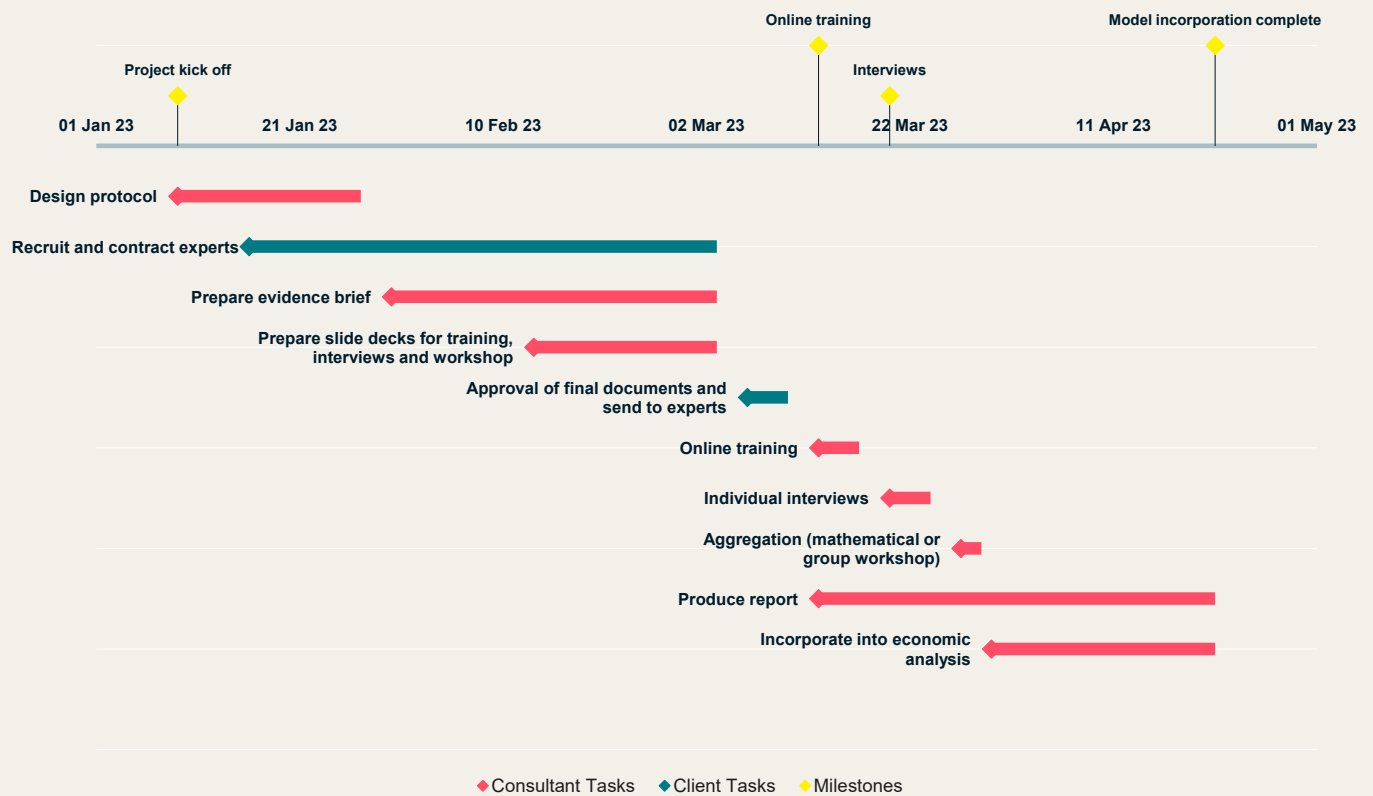 Online training
Model incorporation complete
Project kick off
Interviews
01 Jan 23
21 Jan 23
10 Feb 23
02 Mar 23
22 Mar 23
11 Apr 23
01 May 23
Design protocol
Recruit and contract experts
Prepare evidence brief
Prepare slide decks for training,
interviews and workshop
Approval of final documents and
send to experts
Online training
Individual interviews
Aggregation (mathematical or
group workshop)
Produce report
Incorporate into economic
analysis
Consultant Tasks
Client Tasks
Milestones